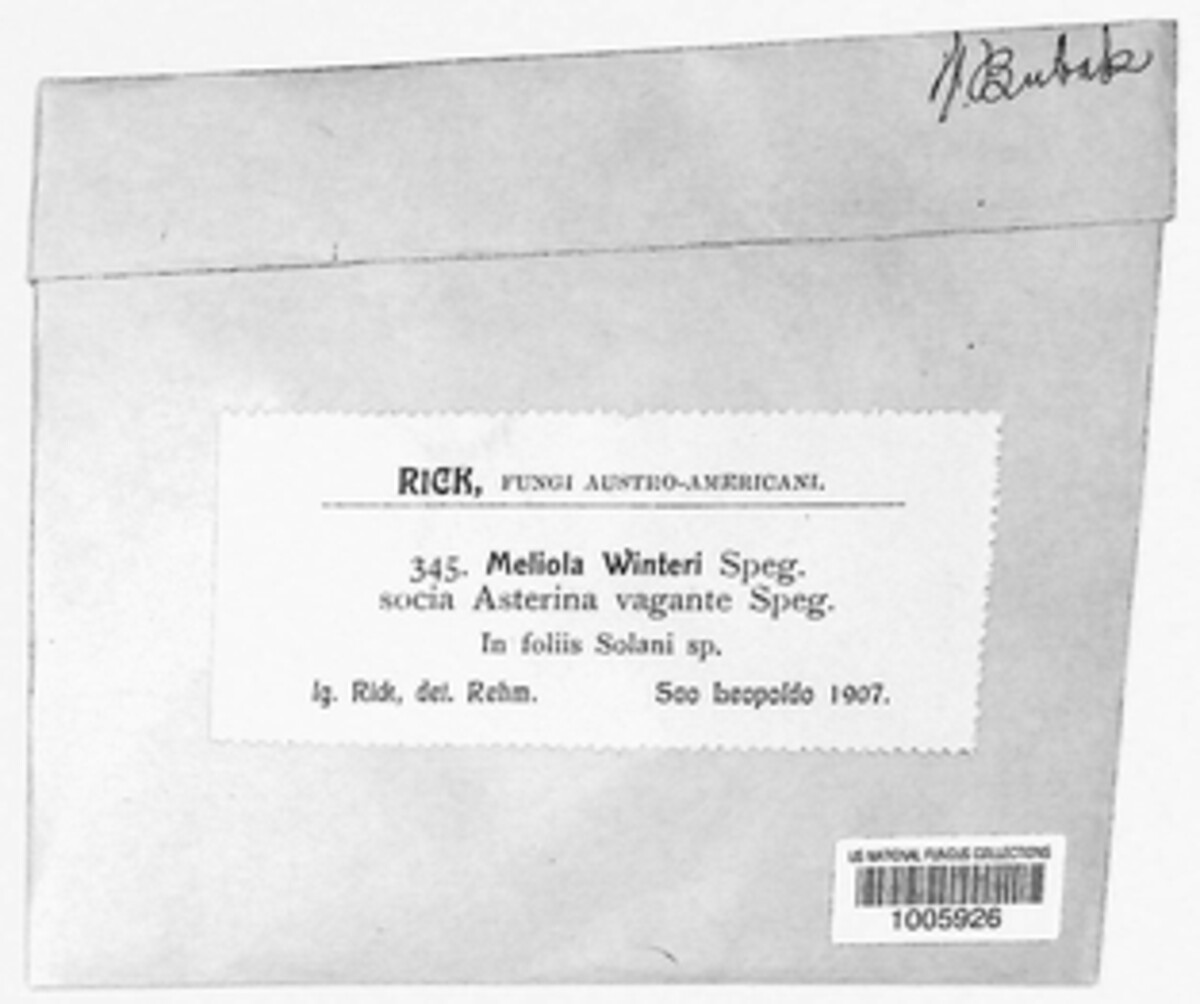 Bubak
RICK, FUNGI AUSTRO-AMERICANI.
345. Meliola Winteri Speg.
socia Asterina vagante Speg.
In foliis Solani sp.
lg. Rick, det. Rehm. Sao Leopoldo 1907.
US NATIONAL FUNGUS COLLECTIONS
1005926